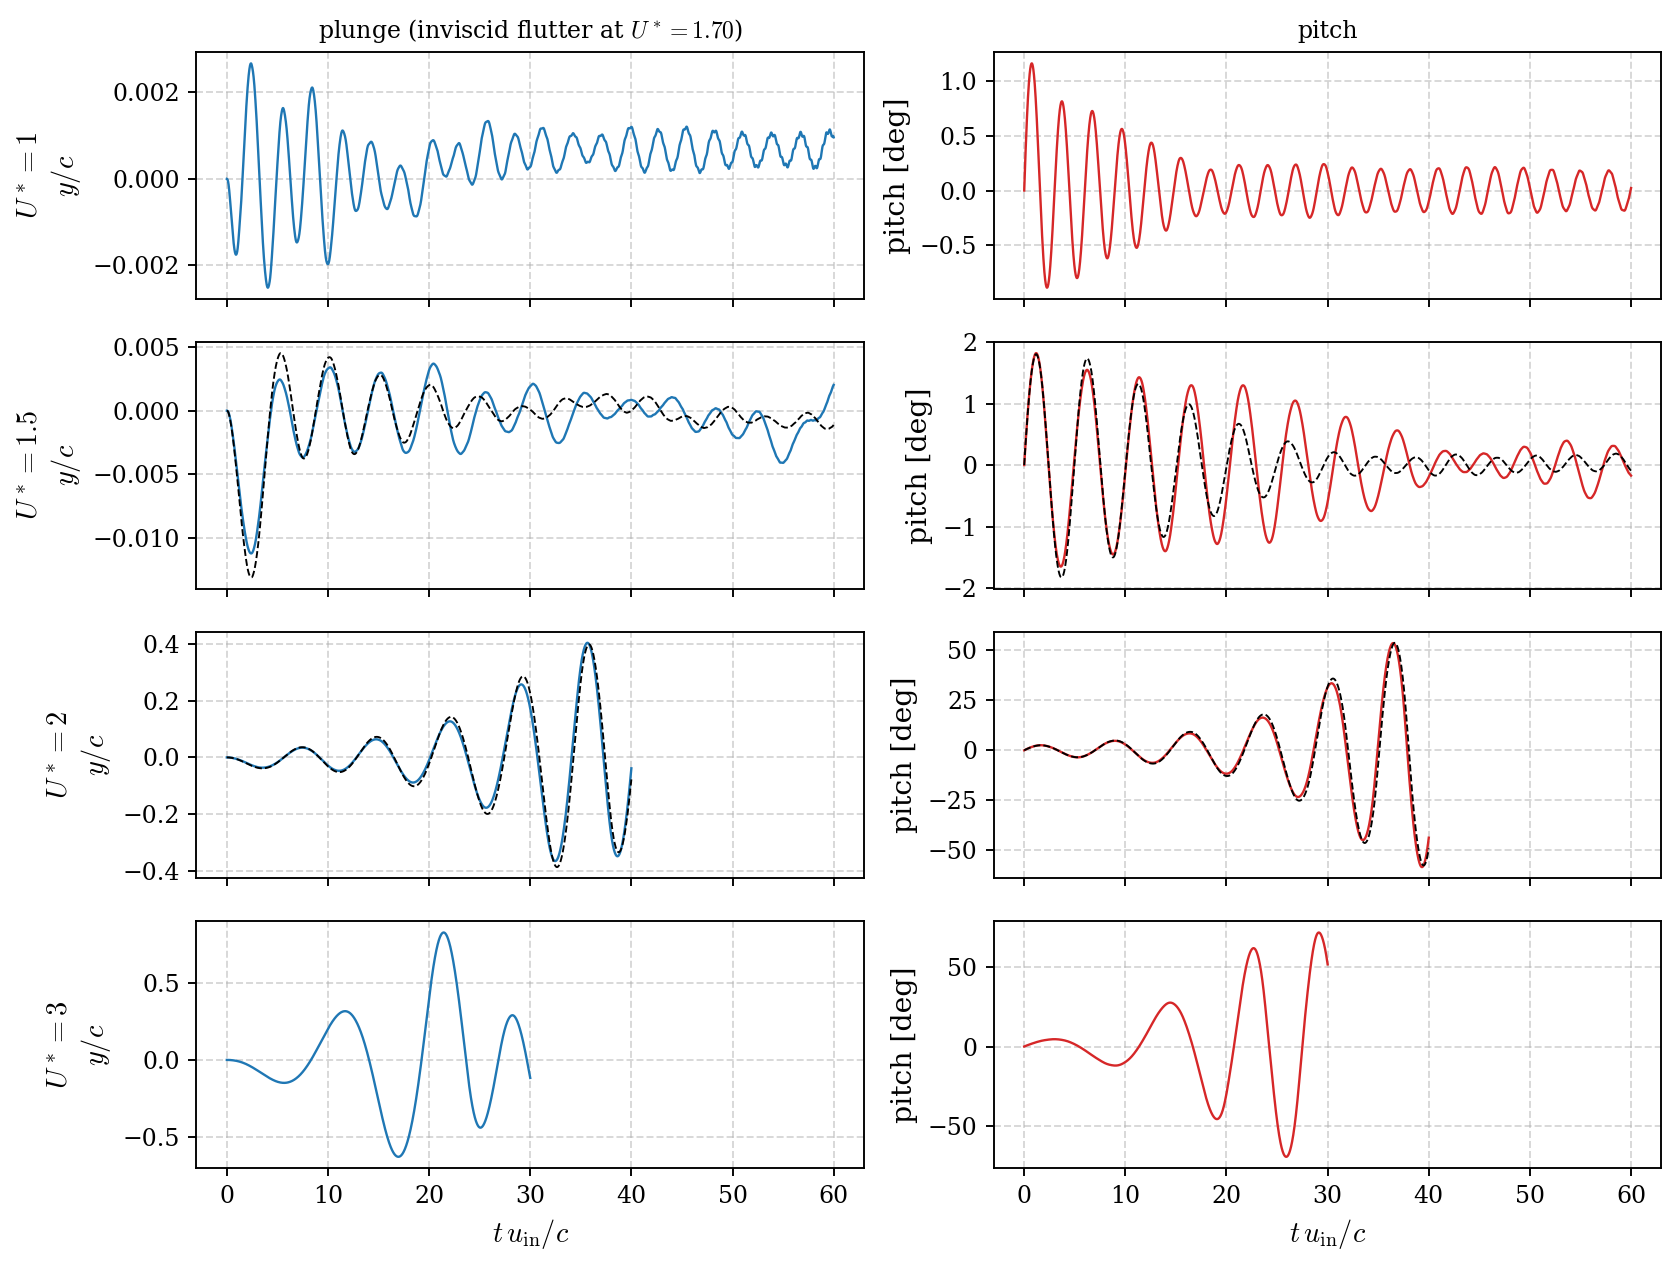 plunge (inviscid flutter at U* = 1.70)
pitch
U* = 1
y/c
0.002
0.000
−0.002
pitch [deg]
1.0
0.5
0.0
−0.5
U* = 1.5
y/c
0.005
0.000
−0.005
−0.010
pitch [deg]
2
1
0
−1
−2
U* = 2
y/c
0.4
0.2
0.0
−0.2
−0.4
pitch [deg]
50
25
0
−25
−50
U* = 3
y/c
0.5
0.0
−0.5
pitch [deg]
50
0
−50
0 10 20 30 40 50 60
0 10 20 30 40 50 60
t u_in/c
t u_in/c